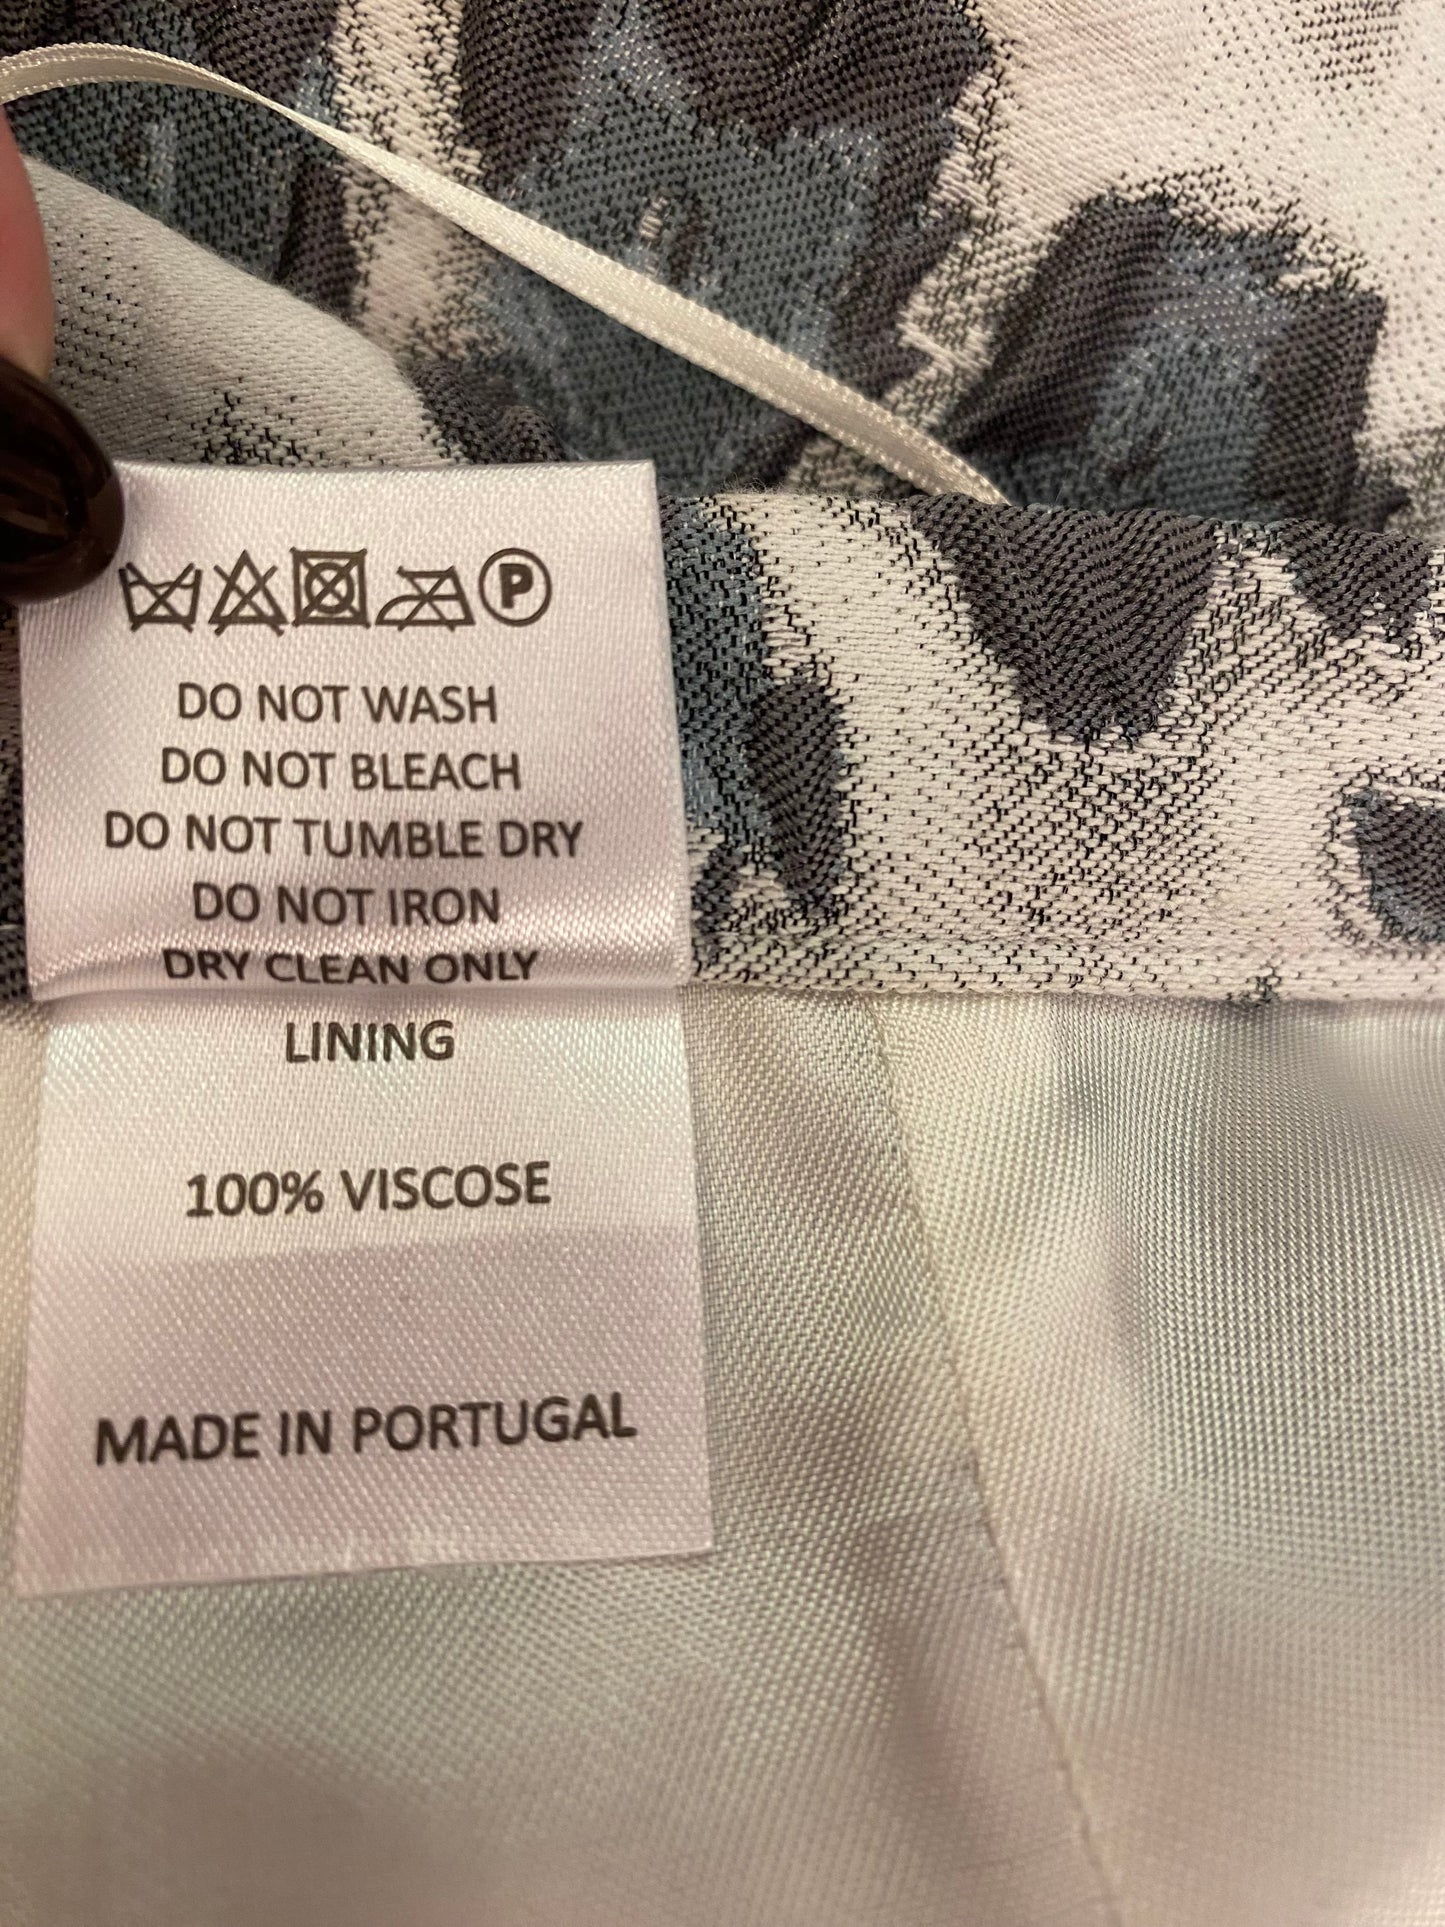 P
DO NOT WASH
DO NOT BLEACH
DO NOT TUMBLE DRY
DO NOT IRON
DRY CLEAN ONLY
LINING
100% VISCOSE
MADE IN PORTUGAL